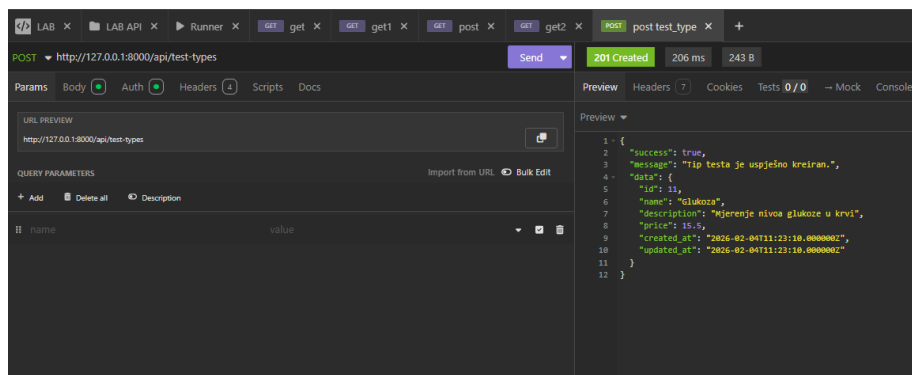 LAB LAB API Runner GET get GET get1 GET post GET get2 POST post test_type
POST http://127.0.0.1:8000/api/test-types Send
201 Created 206 ms 243 B
Params Body Auth Headers 4 Scripts Docs
Preview Headers 7 Cookies Tests 0 / 0 → Mock Console
URL PREVIEW
http://127.0.0.1:8000/api/test-types
QUERY PARAMETERS Import from URL Bulk Edit
+ Add Delete all Description
name value
Preview
1 {
2 "success": true,
3 "message": "Tip testa je uspješno kreiran.",
4 "data": {
5 "id": 11,
6 "name": "Glukoza",
7 "description": "Mjerenje nivoa glukoze u krvi",
8 "price": 15.5,
9 "created_at": "2026-02-04T11:23:10.000000Z",
10 "updated_at": "2026-02-04T11:23:10.000000Z"
11 }
12 }